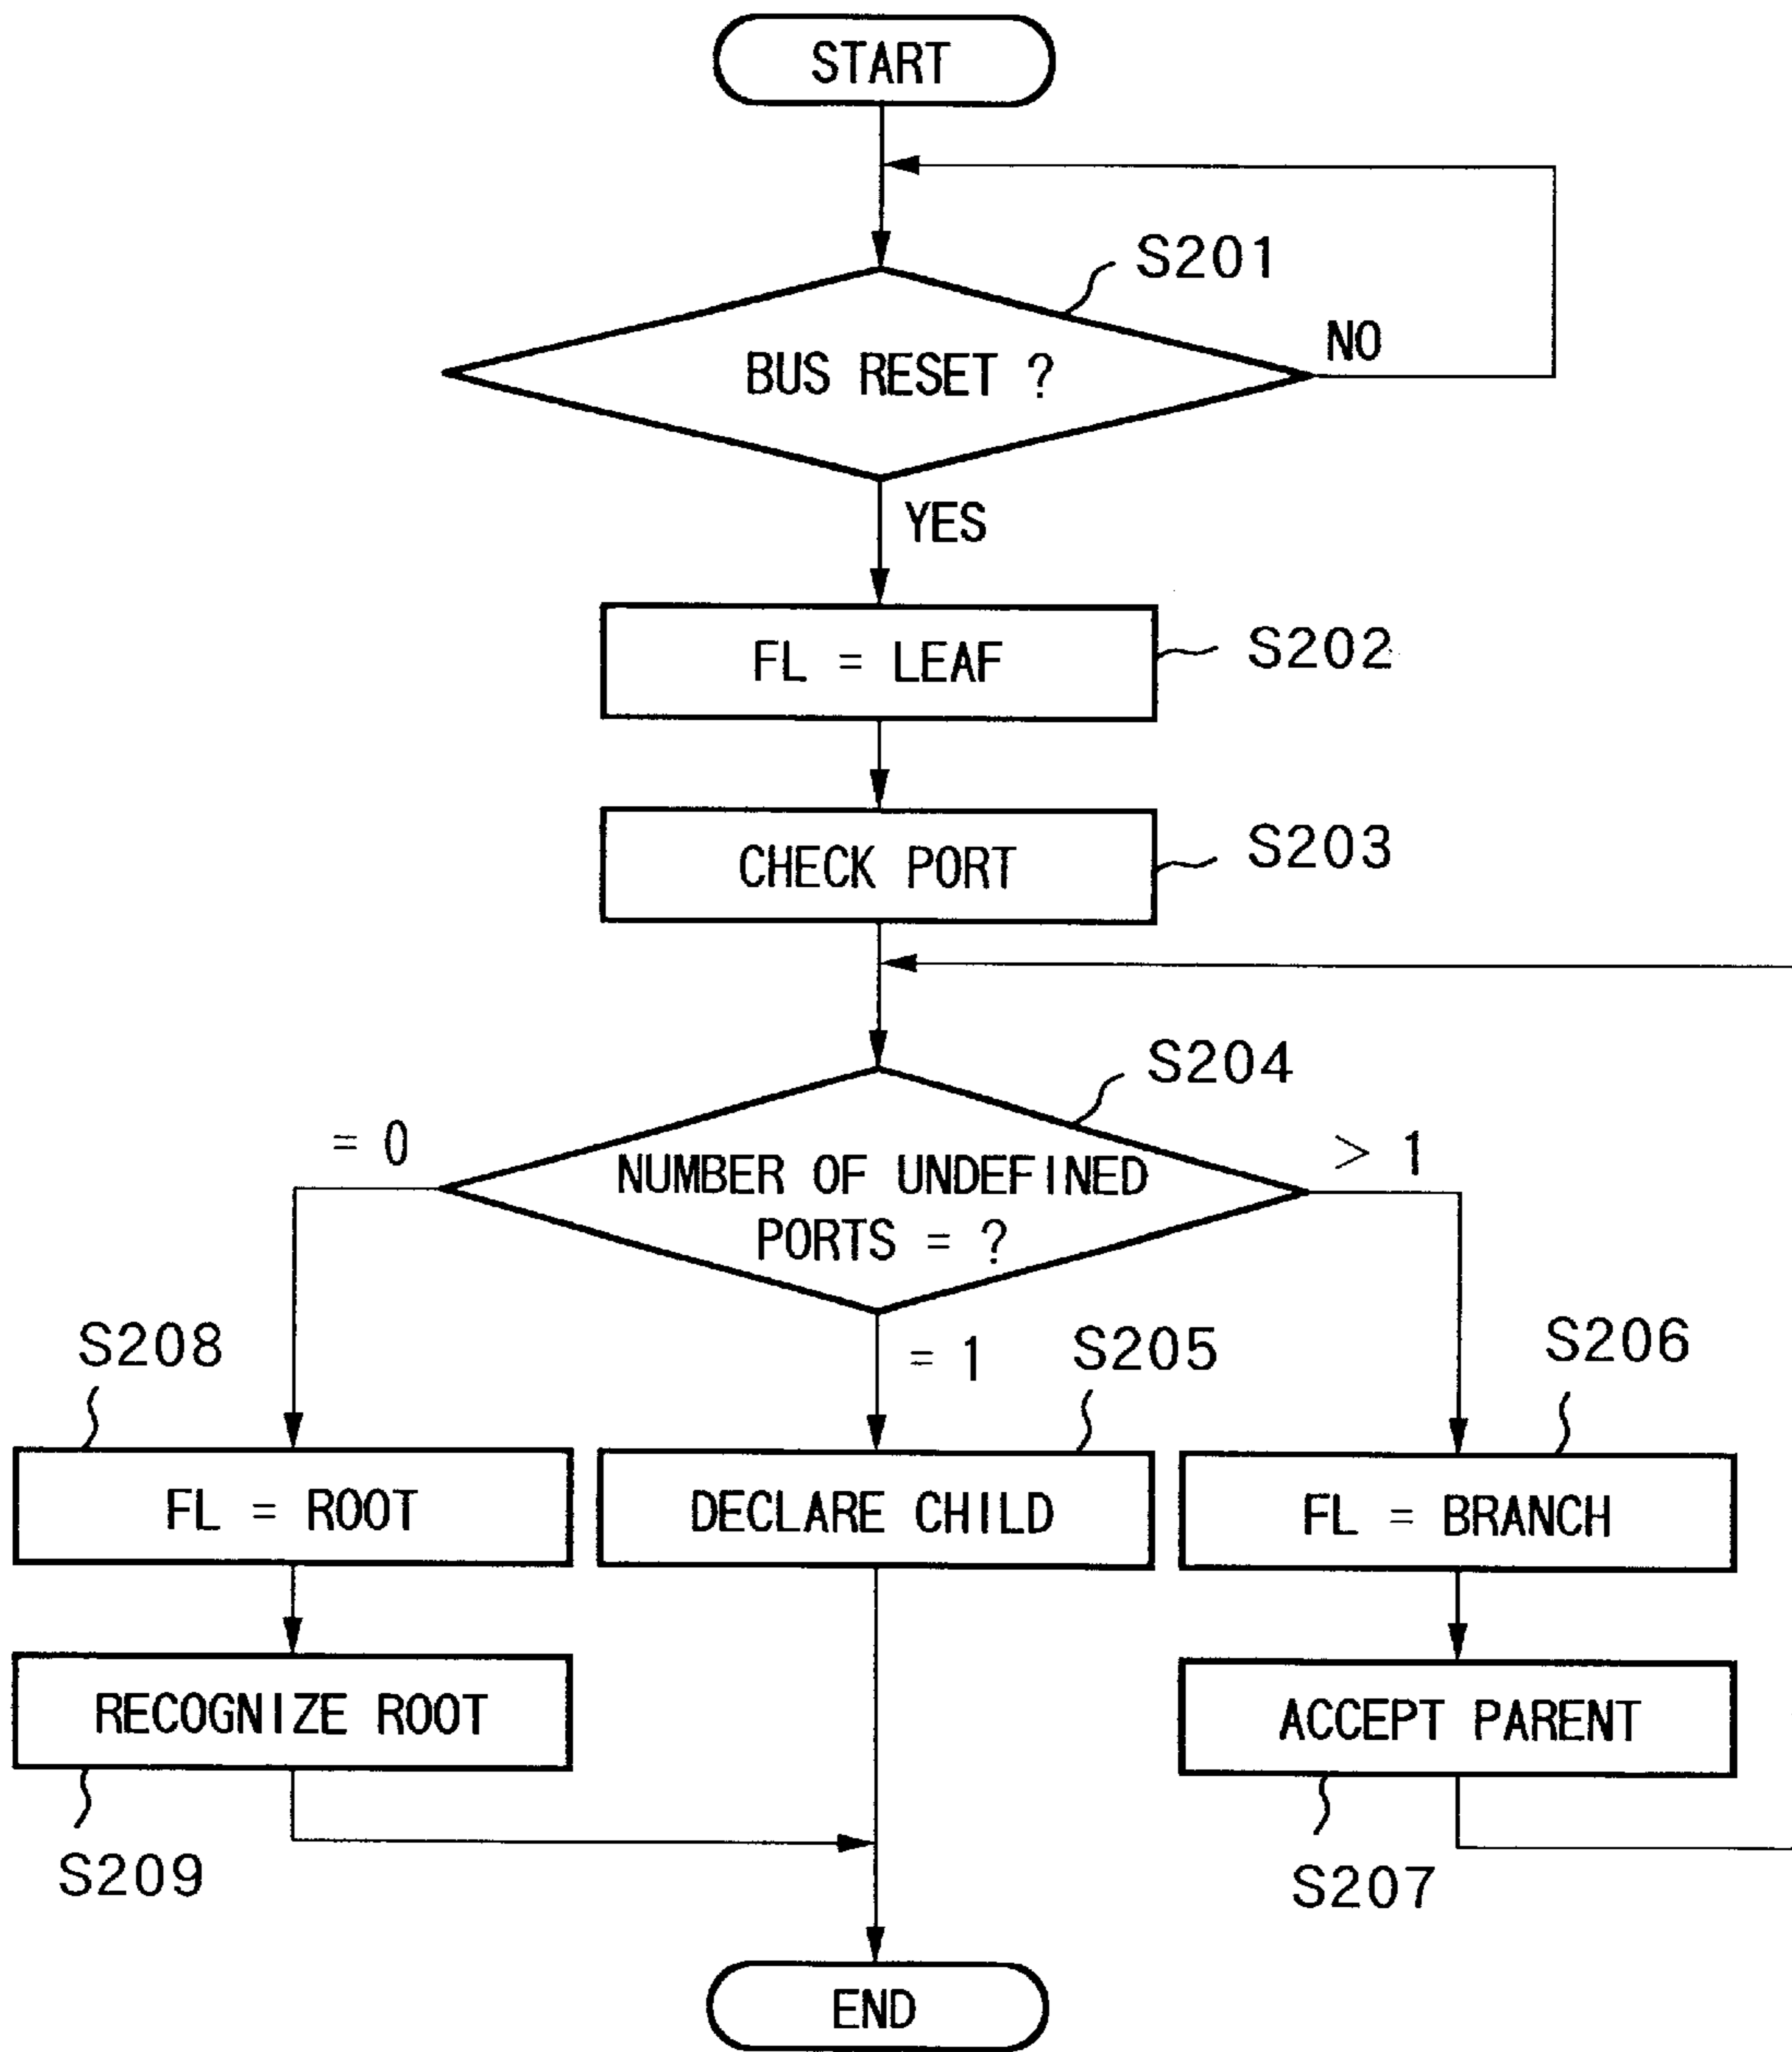 START
S201
BUS RESET ?
NO
YES
FL = LEAF
S202
CHECK PORT
S203
S204
= 0
> 1
NUMBER OF UNDEFINED
PORTS = ?
S208
= 1
S205
S206
FL = ROOT
DECLARE CHILD
FL = BRANCH
RECOGNIZE ROOT
ACCEPT PARENT
S209
S207
END